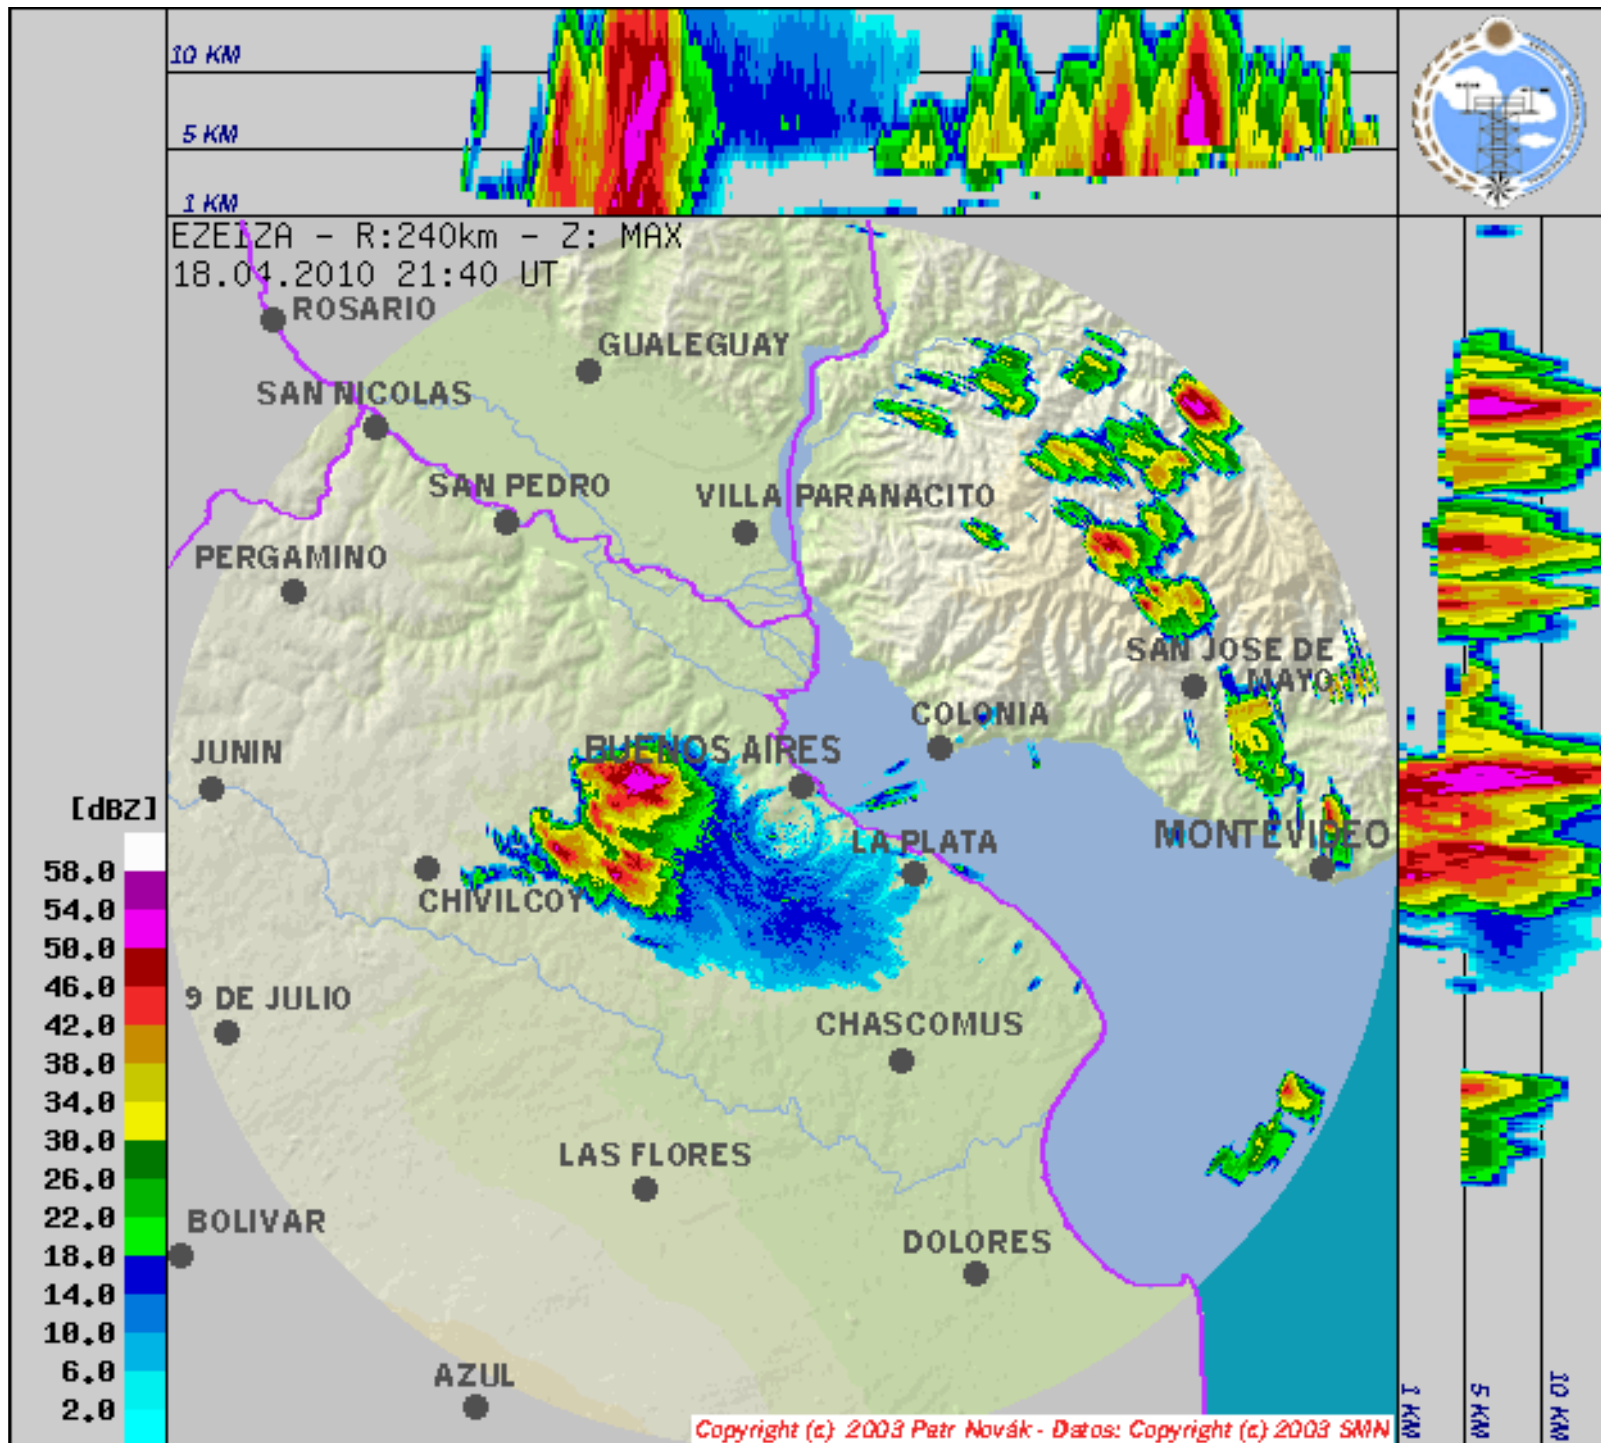 10 KM
5 KM
1 KM
EZEIZA - R:240km - Z: MAX
18.04.2010 21:40 UT
ROSARIO
GUALEGUAY
SAN NICOLAS
SAN PEDRO
VILLA PARANACITO
PERGAMINO
SAN JOSE DE
MAYO
COLONIA
JUNIN
BUENOS AIRES
[dBZ]
LA PLATA
MONTEVIDEO
58.0
CHIVILCOY
54.0
50.0
46.0
9 DE JULIO
42.0
CHASCOMUS
38.0
34.0
30.0
LAS FLORES
26.0
22.0
BOLIVAR
DOLORES
18.0
14.0
10.0
6.0
AZUL
2.0
1 KM
5 KM
10 KM
Copyright (c) 2003 Petr Novák - Datos: Copyright (c) 2003 SMN